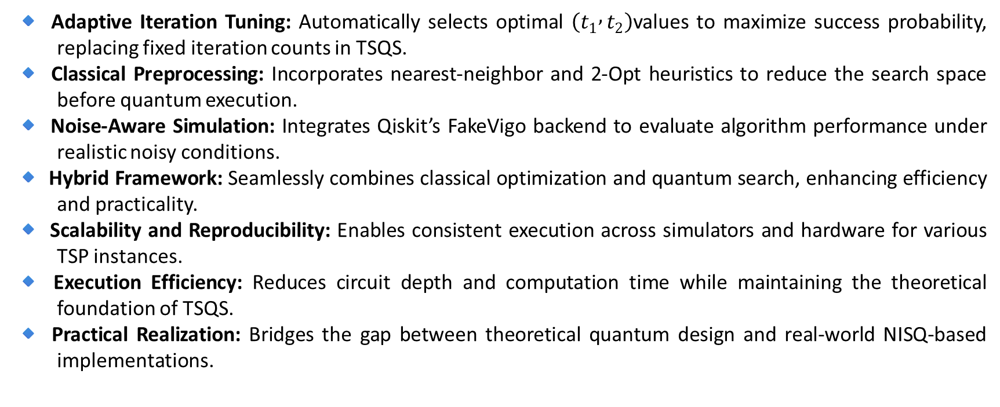 🔹 Adaptive Iteration Tuning: Automatically selects optimal (t₁, t₂)values to maximize success probability,
replacing fixed iteration counts in TSQS.
🔹 Classical Preprocessing: Incorporates nearest-neighbor and 2-Opt heuristics to reduce the search space
before quantum execution.
🔹 Noise-Aware Simulation: Integrates Qiskit’s FakeVigo backend to evaluate algorithm performance under
realistic noisy conditions.
🔹 Hybrid Framework: Seamlessly combines classical optimization and quantum search, enhancing efficiency
and practicality.
🔹 Scalability and Reproducibility: Enables consistent execution across simulators and hardware for various
TSP instances.
🔹 Execution Efficiency: Reduces circuit depth and computation time while maintaining the theoretical
foundation of TSQS.
🔹 Practical Realization: Bridges the gap between theoretical quantum design and real-world NISQ-based
implementations.